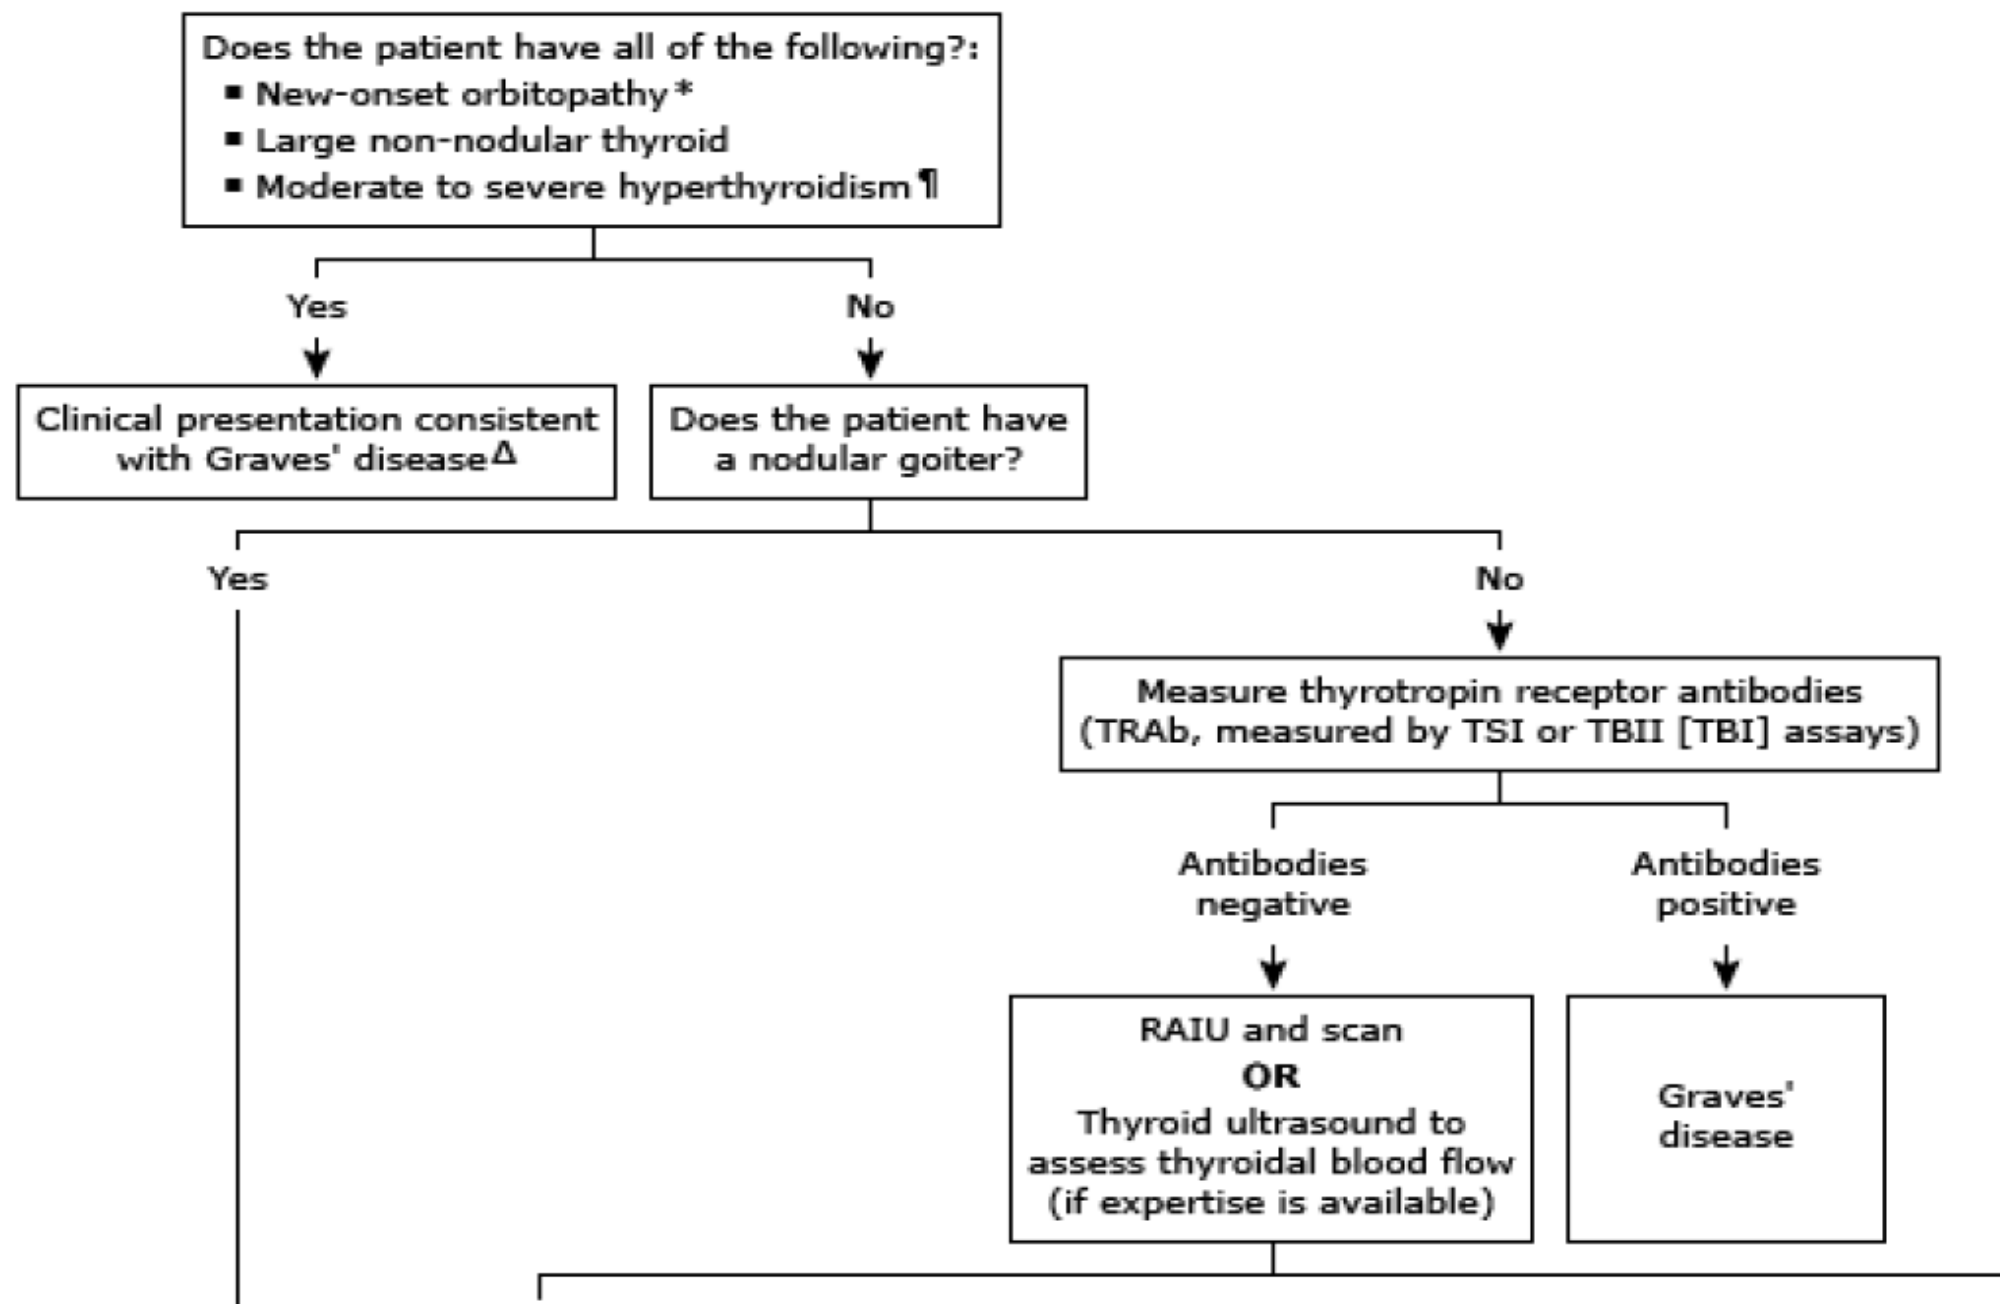 Does the patient have all of the following?:
▪ New-onset orbitopathy*
▪ Large non-nodular thyroid
▪ Moderate to severe hyperthyroidism¶
Yes
No
Clinical presentation consistent
with Graves' diseaseΔ
Does the patient have
a nodular goiter?
Yes
No
Measure thyrotropin receptor antibodies
(TRAb, measured by TSI or TBII [TBI] assays)
Antibodies
negative
Antibodies
positive
RAIU and scan
OR
Thyroid ultrasound to
assess thyroidal blood flow
(if expertise is available)
Graves'
disease